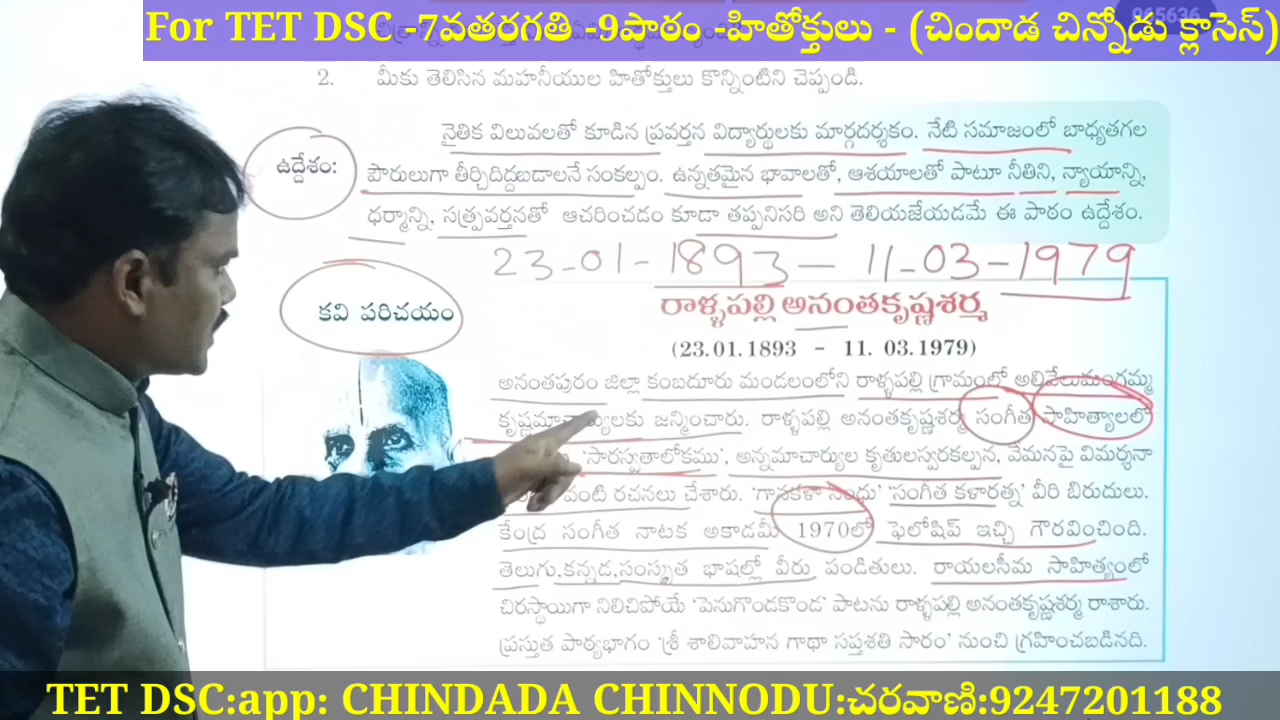 For TET DSC -7వతరగతి -9పాఠం -హితోక్తులు - (చిందాడ చిన్నోడు క్లాసెస్)
965636
2. మీకు తెలిసిన మహనీయుల హితోక్తులు కొన్నింటిని చెప్పండి.
ఉద్దేశం:
నైతిక విలువలతో కూడిన ప్రవర్తన విద్యార్థులకు మార్గదర్శకం. నేటి సమాజంలో బాధ్యతగల
పౌరులుగా తీర్చిదిద్దబడాలనే సంకల్పం. ఉన్నతమైన భావాలతో, ఆశయాలతో పాటూ నీతిని, న్యాయాన్ని,
ధర్మాన్ని, సత్ప్రవర్తనతో ఆచరించడం కూడా తప్పనిసరి అని తెలియజేయడమే ఈ పాఠం ఉద్దేశం.
23-01-1893 — 11-03-1979
కవి పరిచయం
రాళ్ళపల్లి అనంతకృష్ణశర్మ
(23.01.1893 - 11. 03.1979)
అనంతపురం జిల్లా కంబదూరు మండలంలోని రాళ్ళపల్లి గ్రామంలో అలివేలుమంగమ్మ
కృష్ణమాచార్యులకు జన్మించారు. రాళ్ళపల్లి అనంతకృష్ణశర్మ సంగీత సాహిత్యాలలో
'సారస్వతాలోకము', అన్నమాచార్యుల కృతులస్వరకల్పన, వేమనపై విమర్శనా
వంటి రచనలు చేశారు. 'గానకళా సింధు' 'సంగీత కళారత్న' వీరి బిరుదులు.
కేంద్ర సంగీత నాటక అకాడమీ 1970లో ఫెలోషిప్ ఇచ్చి గౌరవించింది.
తెలుగు,కన్నడ,సంస్కృత భాషల్లో వీరు పండితులు. రాయలసీమ సాహిత్యంలో
చిరస్థాయిగా నిలిచిపోయే 'పెనుగొండకొండ' పాటను రాళ్ళపల్లి అనంతకృష్ణశర్మ రాశారు.
ప్రస్తుత పాఠ్యభాగం 'శ్రీ శాలివాహన గాథా సప్తశతి సారం' నుంచి గ్రహించబడినది.
TET DSC:app: CHINDADA CHINNODU:చరవాణి:9247201188